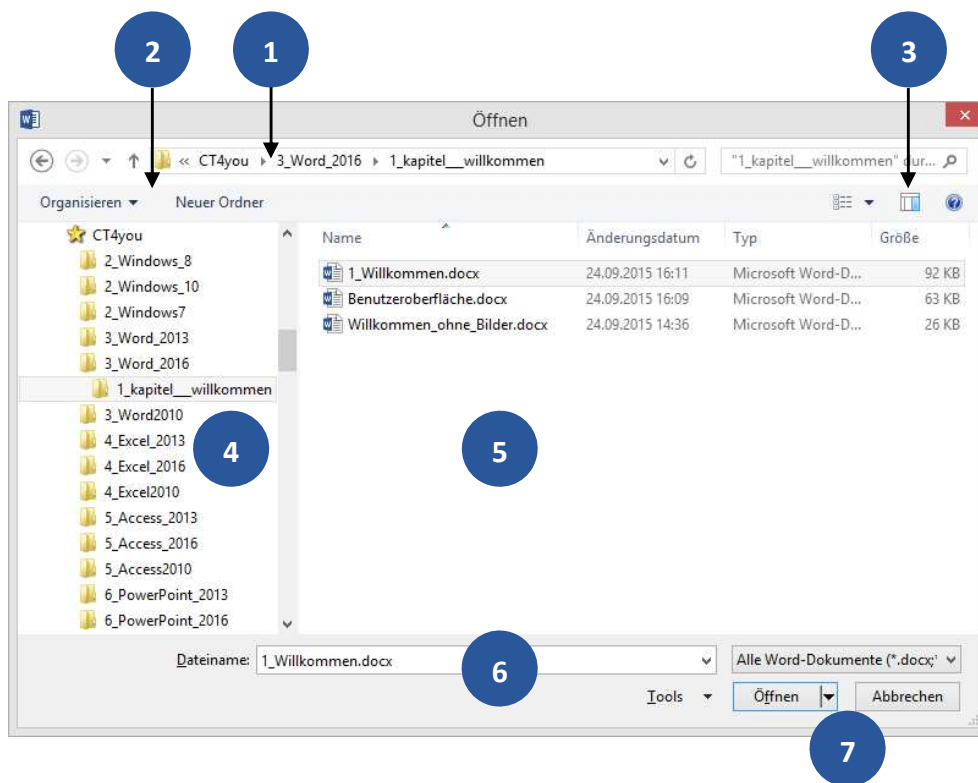 2 1 3
Öffnen
« CT4you 3_Word_2016 1_kapitel__willkommen "1_kapitel__willkommen" dur...
Organisieren Neuer Ordner
CT4you
2_Windows_8
2_Windows_10
2_Windows7
3_Word_2013
3_Word_2016
1_kapitel__willkommen
3_Word2010
4_Excel_2013
4_Excel_2016
4_Excel2010
5_Access_2013
5_Access_2016
5_Access2010
6_PowerPoint_2013
6_PowerPoint_2016
4
Name Änderungsdatum Typ Größe
1_Willkommen.docx 24.09.2015 16:11 Microsoft Word-D... 92 KB
Benutzeroberfläche.docx 24.09.2015 16:09 Microsoft Word-D... 63 KB
Willkommen_ohne_Bilder.docx 24.09.2015 14:36 Microsoft Word-D... 26 KB
5
Dateiname: 1_Willkommen.docx Alle Word-Dokumente (*.docx;
6
Tools Öffnen Abbrechen
7